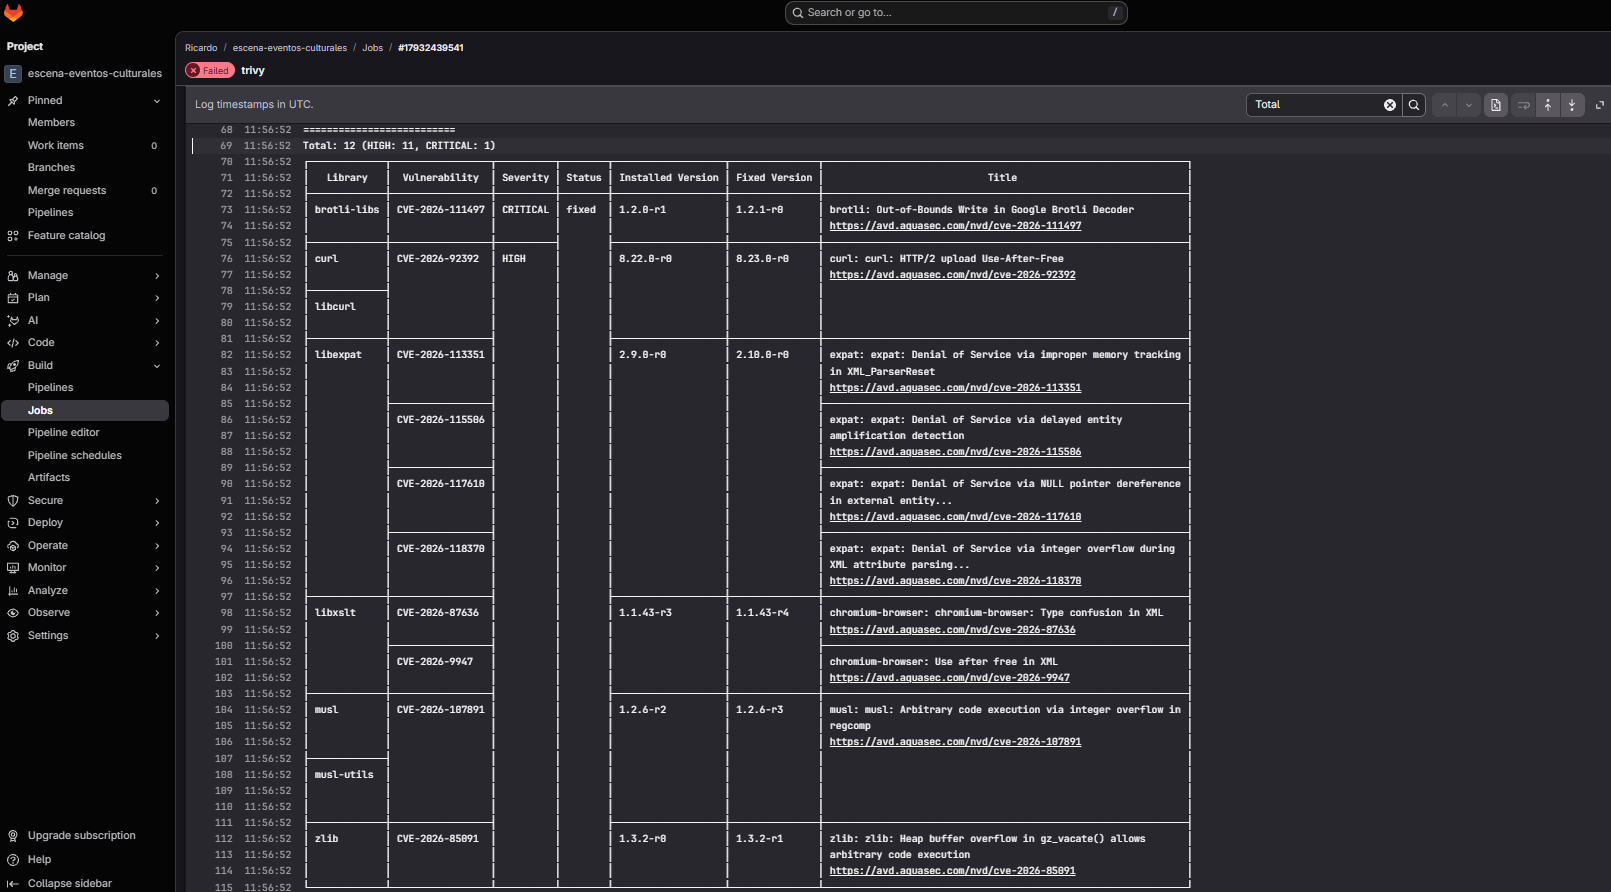 Search or go to...
/
Project
E
escena-eventos-culturales
Pinned
Members
Work items 0
Branches
Merge requests 0
Pipelines
Feature catalog
Manage
Plan
AI
Code
Build
Pipelines
Jobs
Pipeline editor
Pipeline schedules
Artifacts
Secure
Deploy
Operate
Monitor
Analyze
Observe
Settings
Upgrade subscription
Help
Collapse sidebar
Ricardo / escena-eventos-culturales / Jobs / #17932439541
Failed trivy
Log timestamps in UTC.
Total
68 11:56:52 ==========================
69 11:56:52 Total: 12 (HIGH: 11, CRITICAL: 1)
70 11:56:52
71 11:56:52 Library Vulnerability Severity Status Installed Version Fixed Version Title
72 11:56:52
73 11:56:52 brotli-libs CVE-2026-111497 CRITICAL fixed 1.2.0-r1 1.2.1-r0 brotli: Out-of-Bounds Write in Google Brotli Decoder
74 11:56:52 https://avd.aquasec.com/nvd/cve-2026-111497
75 11:56:52
76 11:56:52 curl CVE-2026-92392 HIGH 8.22.0-r0 8.23.0-r0 curl: curl: HTTP/2 upload Use-After-Free
77 11:56:52 https://avd.aquasec.com/nvd/cve-2026-92392
78 11:56:52
79 11:56:52 libcurl
80 11:56:52
81 11:56:52
82 11:56:52 libexpat CVE-2026-113351 2.9.0-r0 2.10.0-r0 expat: expat: Denial of Service via improper memory tracking
83 11:56:52 in XML_ParserReset
84 11:56:52 https://avd.aquasec.com/nvd/cve-2026-113351
85 11:56:52
86 11:56:52 CVE-2026-115506 expat: expat: Denial of Service via delayed entity
87 11:56:52 amplification detection
88 11:56:52 https://avd.aquasec.com/nvd/cve-2026-115506
89 11:56:52
90 11:56:52 CVE-2026-117610 expat: expat: Denial of Service via NULL pointer dereference
91 11:56:52 in external entity...
92 11:56:52 https://avd.aquasec.com/nvd/cve-2026-117610
93 11:56:52
94 11:56:52 CVE-2026-118370 expat: expat: Denial of Service via integer overflow during
95 11:56:52 XML attribute parsing...
96 11:56:52 https://avd.aquasec.com/nvd/cve-2026-118370
97 11:56:52
98 11:56:52 libxslt CVE-2026-87636 1.1.43-r3 1.1.43-r4 chromium-browser: chromium-browser: Type confusion in XML
99 11:56:52 https://avd.aquasec.com/nvd/cve-2026-87636
100 11:56:52
101 11:56:52 CVE-2026-9947 chromium-browser: Use after free in XML
102 11:56:52 https://avd.aquasec.com/nvd/cve-2026-9947
103 11:56:52
104 11:56:52 musl CVE-2026-107891 1.2.6-r2 1.2.6-r3 musl: musl: Arbitrary code execution via integer overflow in
105 11:56:52 regcomp
106 11:56:52 https://avd.aquasec.com/nvd/cve-2026-107891
107 11:56:52
108 11:56:52 musl-utils
109 11:56:52
110 11:56:52
111 11:56:52
112 11:56:52 zlib CVE-2026-85091 1.3.2-r0 1.3.2-r1 zlib: zlib: Heap buffer overflow in gz_vacate() allows
113 11:56:52 arbitrary code execution
114 11:56:52 https://avd.aquasec.com/nvd/cve-2026-85091
115 11:56:52